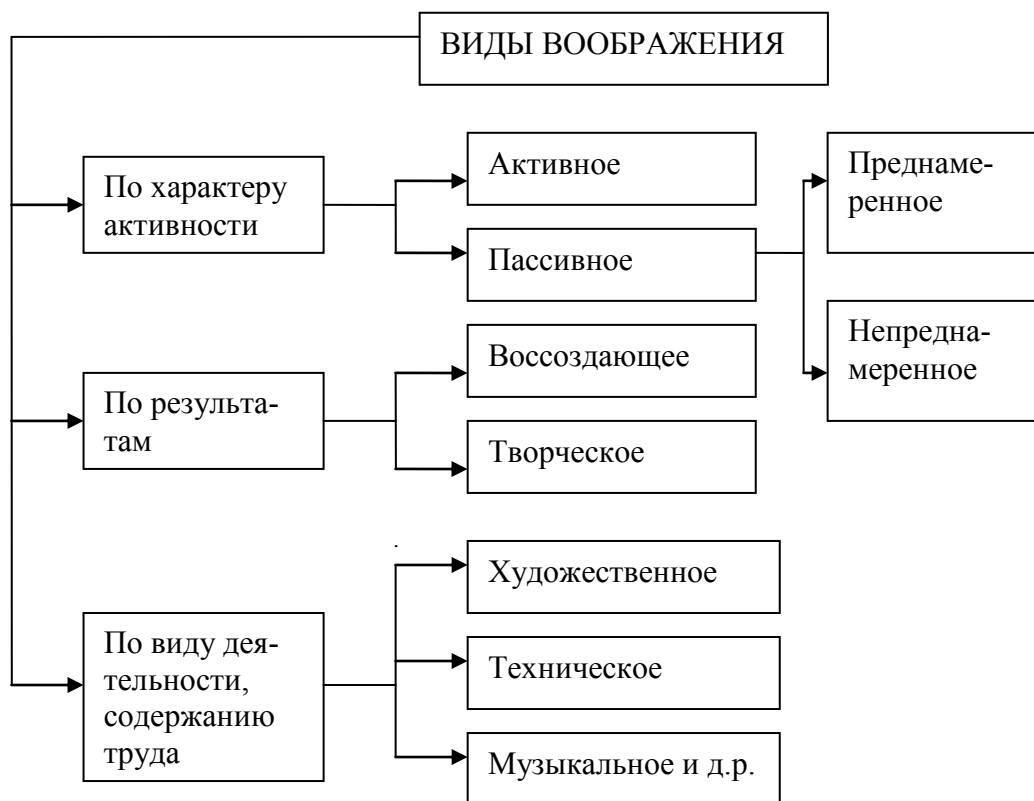 ВИДЫ ВООБРАЖЕНИЯ
По характеру
активности
Активное
Пассивное
Преднаме-
ренное
Непредна-
меренное
По результа-
там
Воссоздающее
Творческое
По виду дея-
тельности,
содержанию
труда
Художественное
Техническое
Музыкальное и д.р.